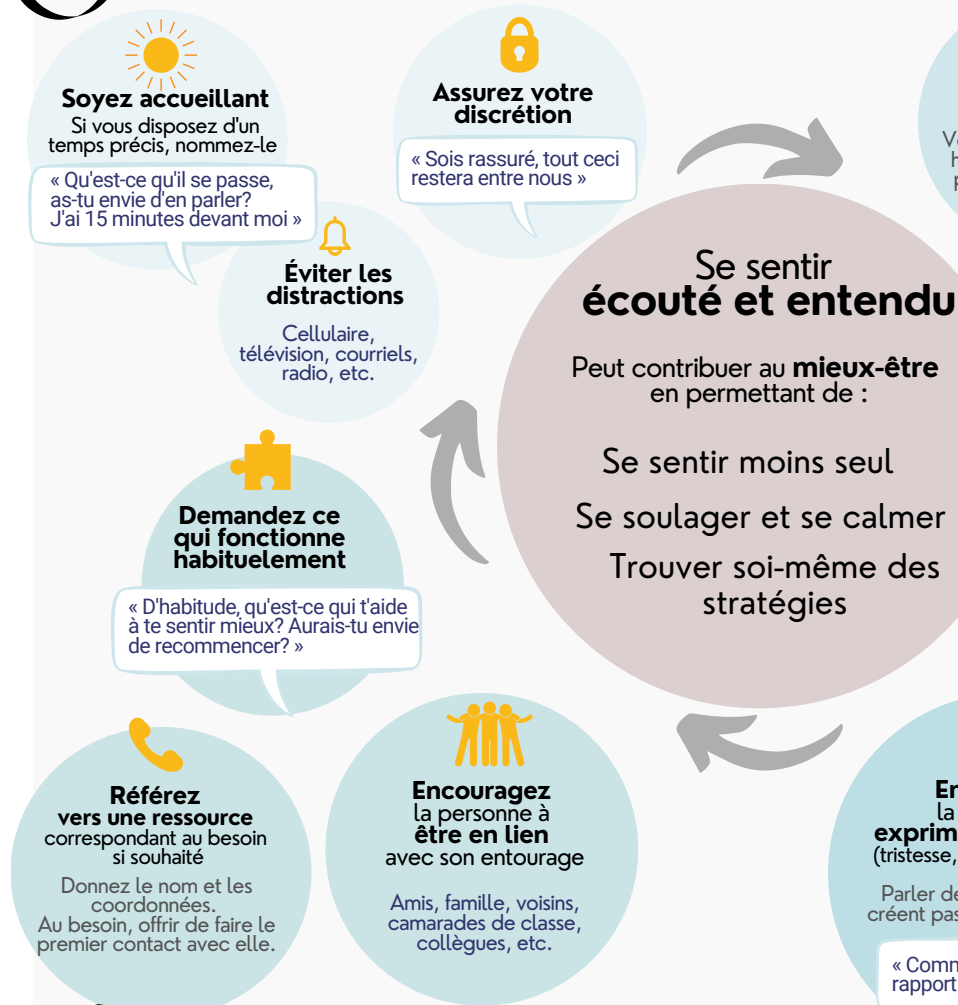 Soyez accueillant
Si vous disposez d'un
temps précis, nommez-le
« Qu'est-ce qu'il se passe,
as-tu envie d'en parler?
J'ai 15 minutes devant moi »
Assurez votre
discrétion
« Sois rassuré, tout ceci
restera entre nous »
Éviter les
distractions
Cellulaire,
télévision, courriels,
radio, etc.
Se sentir
écouté et entendu
Peut contribuer au mieux-être
en permettant de :
Se sentir moins seul
Se soulager et se calmer
Trouver soi-même des
stratégies
Demandez ce
qui fonctionne
habituelement
« D'habitude, qu'est-ce qui t'aide
à te sentir mieux? Aurais-tu envie
de recommencer? »
Référez
vers une ressource
correspondant au besoin
si souhaité
Donnez le nom et les
coordonnées.
Au besoin, offrir de faire le
premier contact avec elle.
Encouragez
la personne à
être en lien
avec son entourage
Amis, famille, voisins,
camarades de classe,
collègues, etc.
la
(tristesse,
Parler de
créent pas
rapport